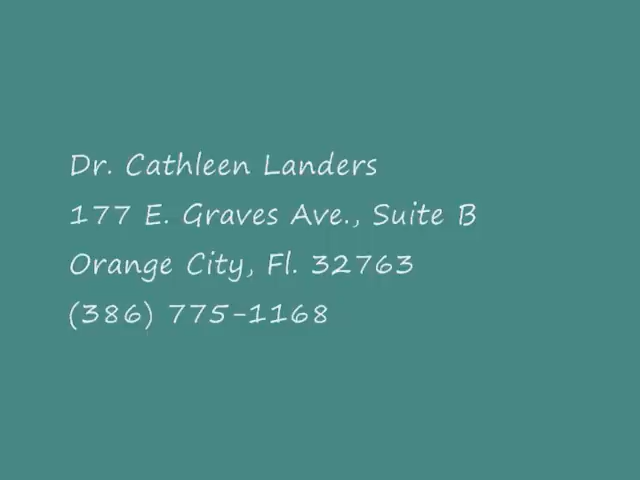 Dr. Cathleen Landers
177 E. Graves Ave., Suite B
Orange City, Fl. 32763
(386) 775-1168